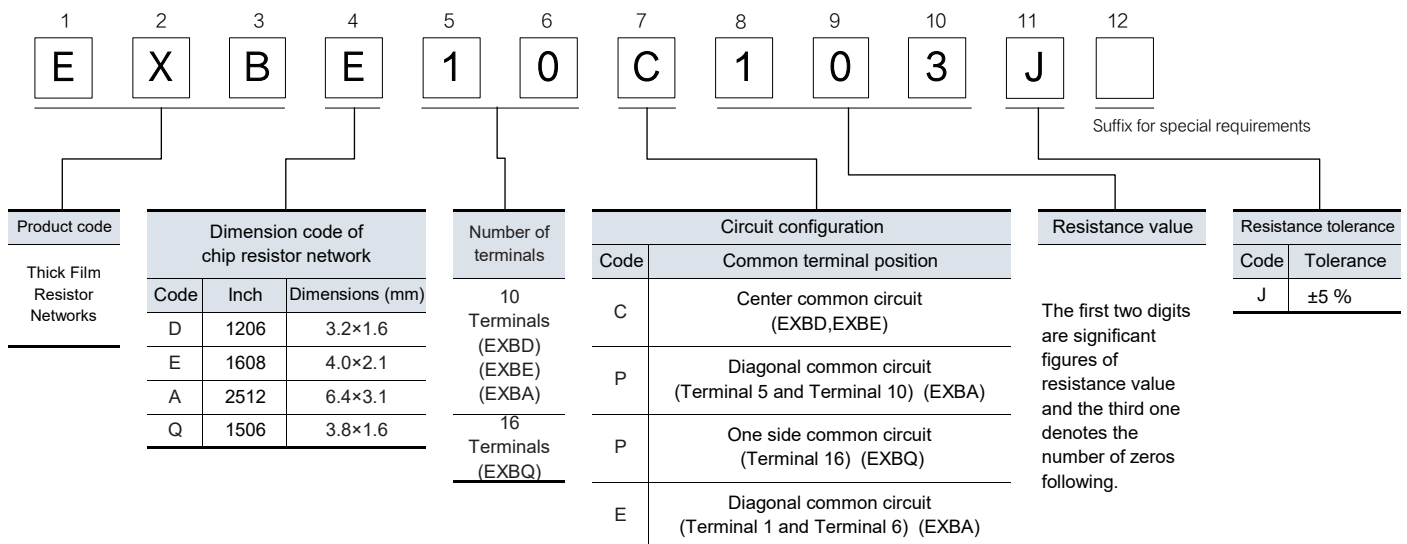 1 2 3 4 5 6 7 8 9 10 11 12
E X B E 1 0 C 1 0 3 J
Suffix for special requirements
Product code
Thick Film
Resistor
Networks
Dimension code of
chip resistor network
Code Inch Dimensions (mm)
D 1206 3.2×1.6
E 1608 4.0×2.1
A 2512 6.4×3.1
Q 1506 3.8×1.6
Number of
terminals
10
Terminals
(EXBD)
(EXBE)
(EXBA)
16
Terminals
(EXBQ)
Circuit configuration
Code Common terminal position
C Center common circuit
(EXBD,EXBE)
P Diagonal common circuit
(Terminal 5 and Terminal 10) (EXBA)
P One side common circuit
(Terminal 16) (EXBQ)
E Diagonal common circuit
(Terminal 1 and Terminal 6) (EXBA)
Resistance value
The first two digits
are significant
figures of
resistance value
and the third one
denotes the
number of zeros
following.
Resistance tolerance
Code Tolerance
J ±5 %